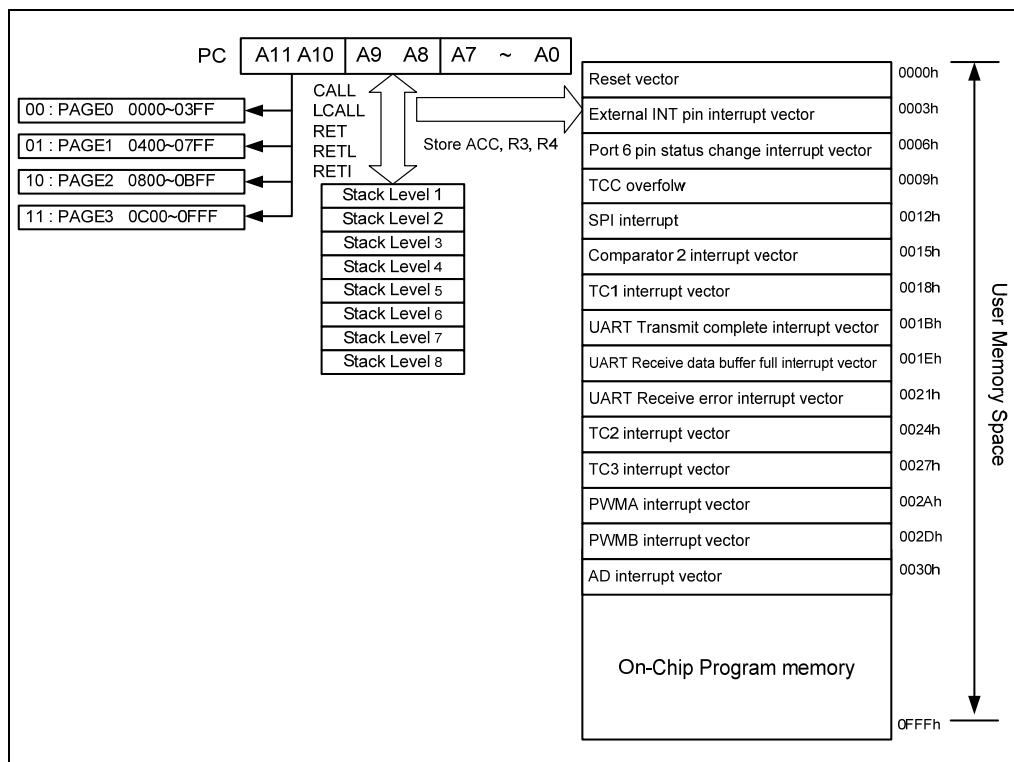 PC
A11 A10 A9 A8 A7 ~ A0
00 : PAGE0 0000~03FF
01 : PAGE1 0400~07FF
10 : PAGE2 0800~0BFF
11 : PAGE3 0C00~0FFF
CALL
LCALL
RET
RETL
RETI
Store ACC, R3, R4
Stack Level 1
Stack Level 2
Stack Level 3
Stack Level 4
Stack Level 5
Stack Level 6
Stack Level 7
Stack Level 8
Reset vector 0000h
External INT pin interrupt vector 0003h
Port 6 pin status change interrupt vector 0006h
TCC overfolw 0009h
SPI interrupt 0012h
Comparator 2 interrupt vector 0015h
TC1 interrupt vector 0018h
UART Transmit complete interrupt vector 001Bh
UART Receive data buffer full interrupt vector 001Eh
UART Receive error interrupt vector 0021h
TC2 interrupt vector 0024h
TC3 interrupt vector 0027h
PWMA interrupt vector 002Ah
PWMB interrupt vector 002Dh
AD interrupt vector 0030h
On-Chip Program memory
0FFFh
User Memory Space